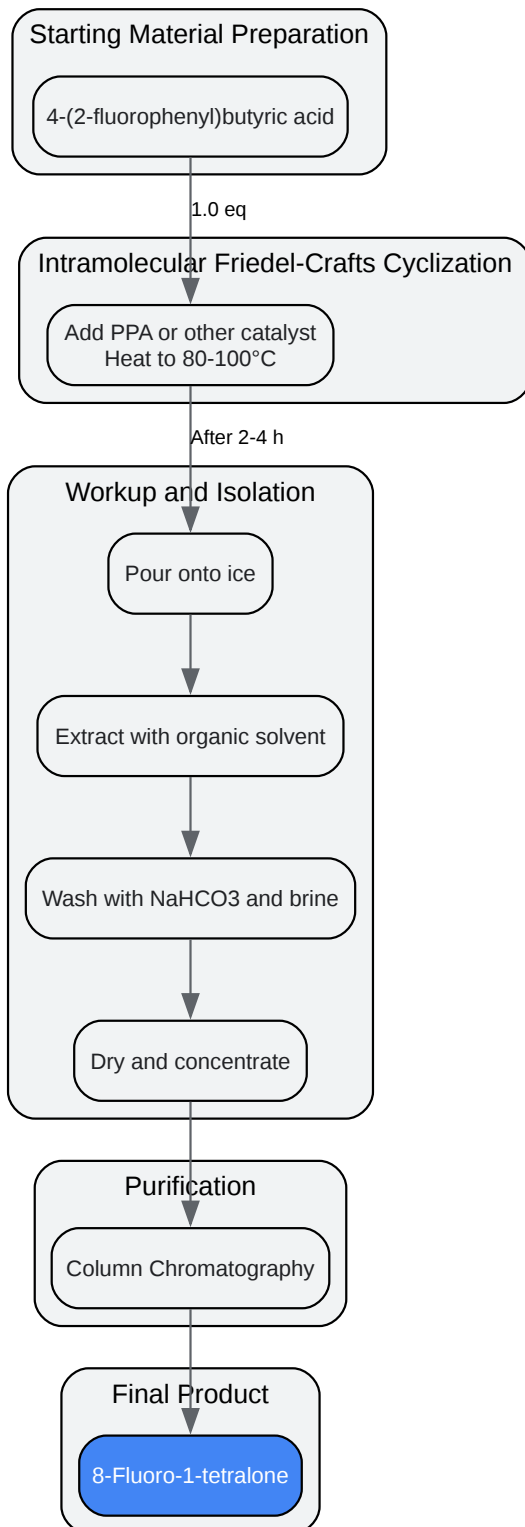 Starting Material Preparation
4-(2-fluorophenyl)butyric acid
1.0 eq
Intramolecular Friedel-Crafts Cyclization
Add PPA or other catalyst
Heat to 80-100°C
After 2-4 h
Workup and Isolation
Pour onto ice
Extract with organic solvent
Wash with NaHCO3 and brine
Dry and concentrate
Purification
Column Chromatography
Final Product
8-Fluoro-1-tetralone